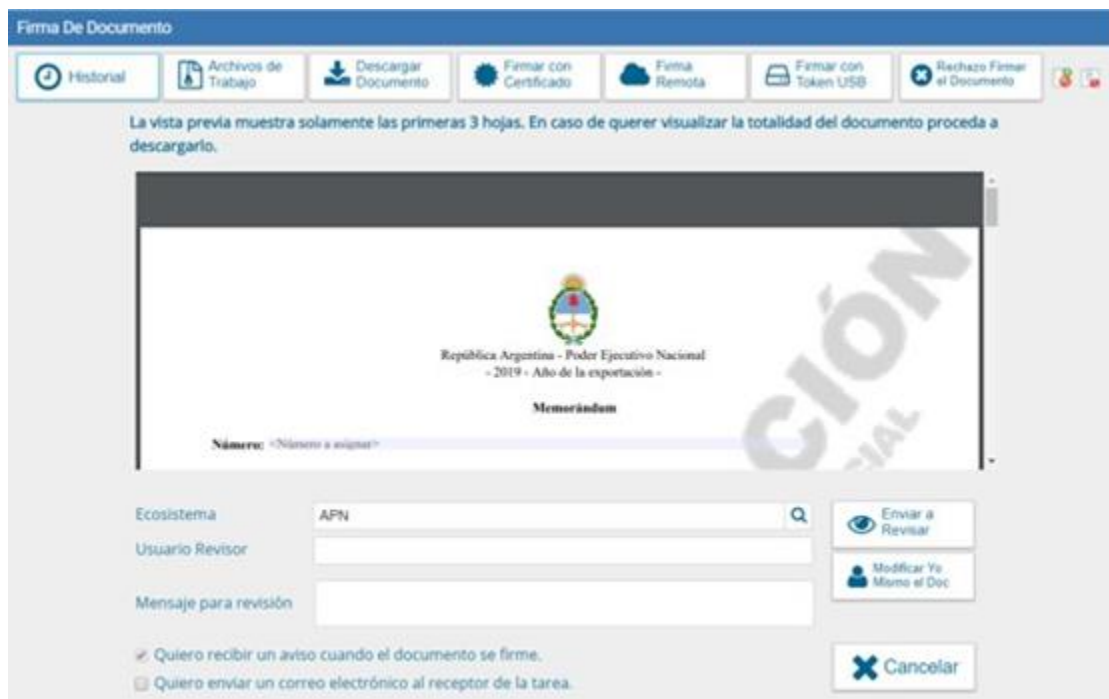 Firma De Documento
Historial
Archivos de
Trabajo
Descargar
Documento
Firmar con
Certificado
Firma
Remota
Firmar con
Token USB
Rechazo Firmar
el Documento
La vista previa muestra solamente las primeras 3 hojas. En caso de querer visualizar la totalidad del documento proceda a
descargarlo.
CIÓN
CIAL
República Argentina - Poder Ejecutivo Nacional
- 2019 - Año de la exportación -
Memorándum
Número: <Número a asignar>
Ecosistema
APN
Enviar a
Revisar
Usuario Revisor
Modificar Yo
Mismo el Doc
Mensaje para revisión
Quiero recibir un aviso cuando el documento se firme.
Quiero enviar un correo electrónico al receptor de la tarea.
Cancelar